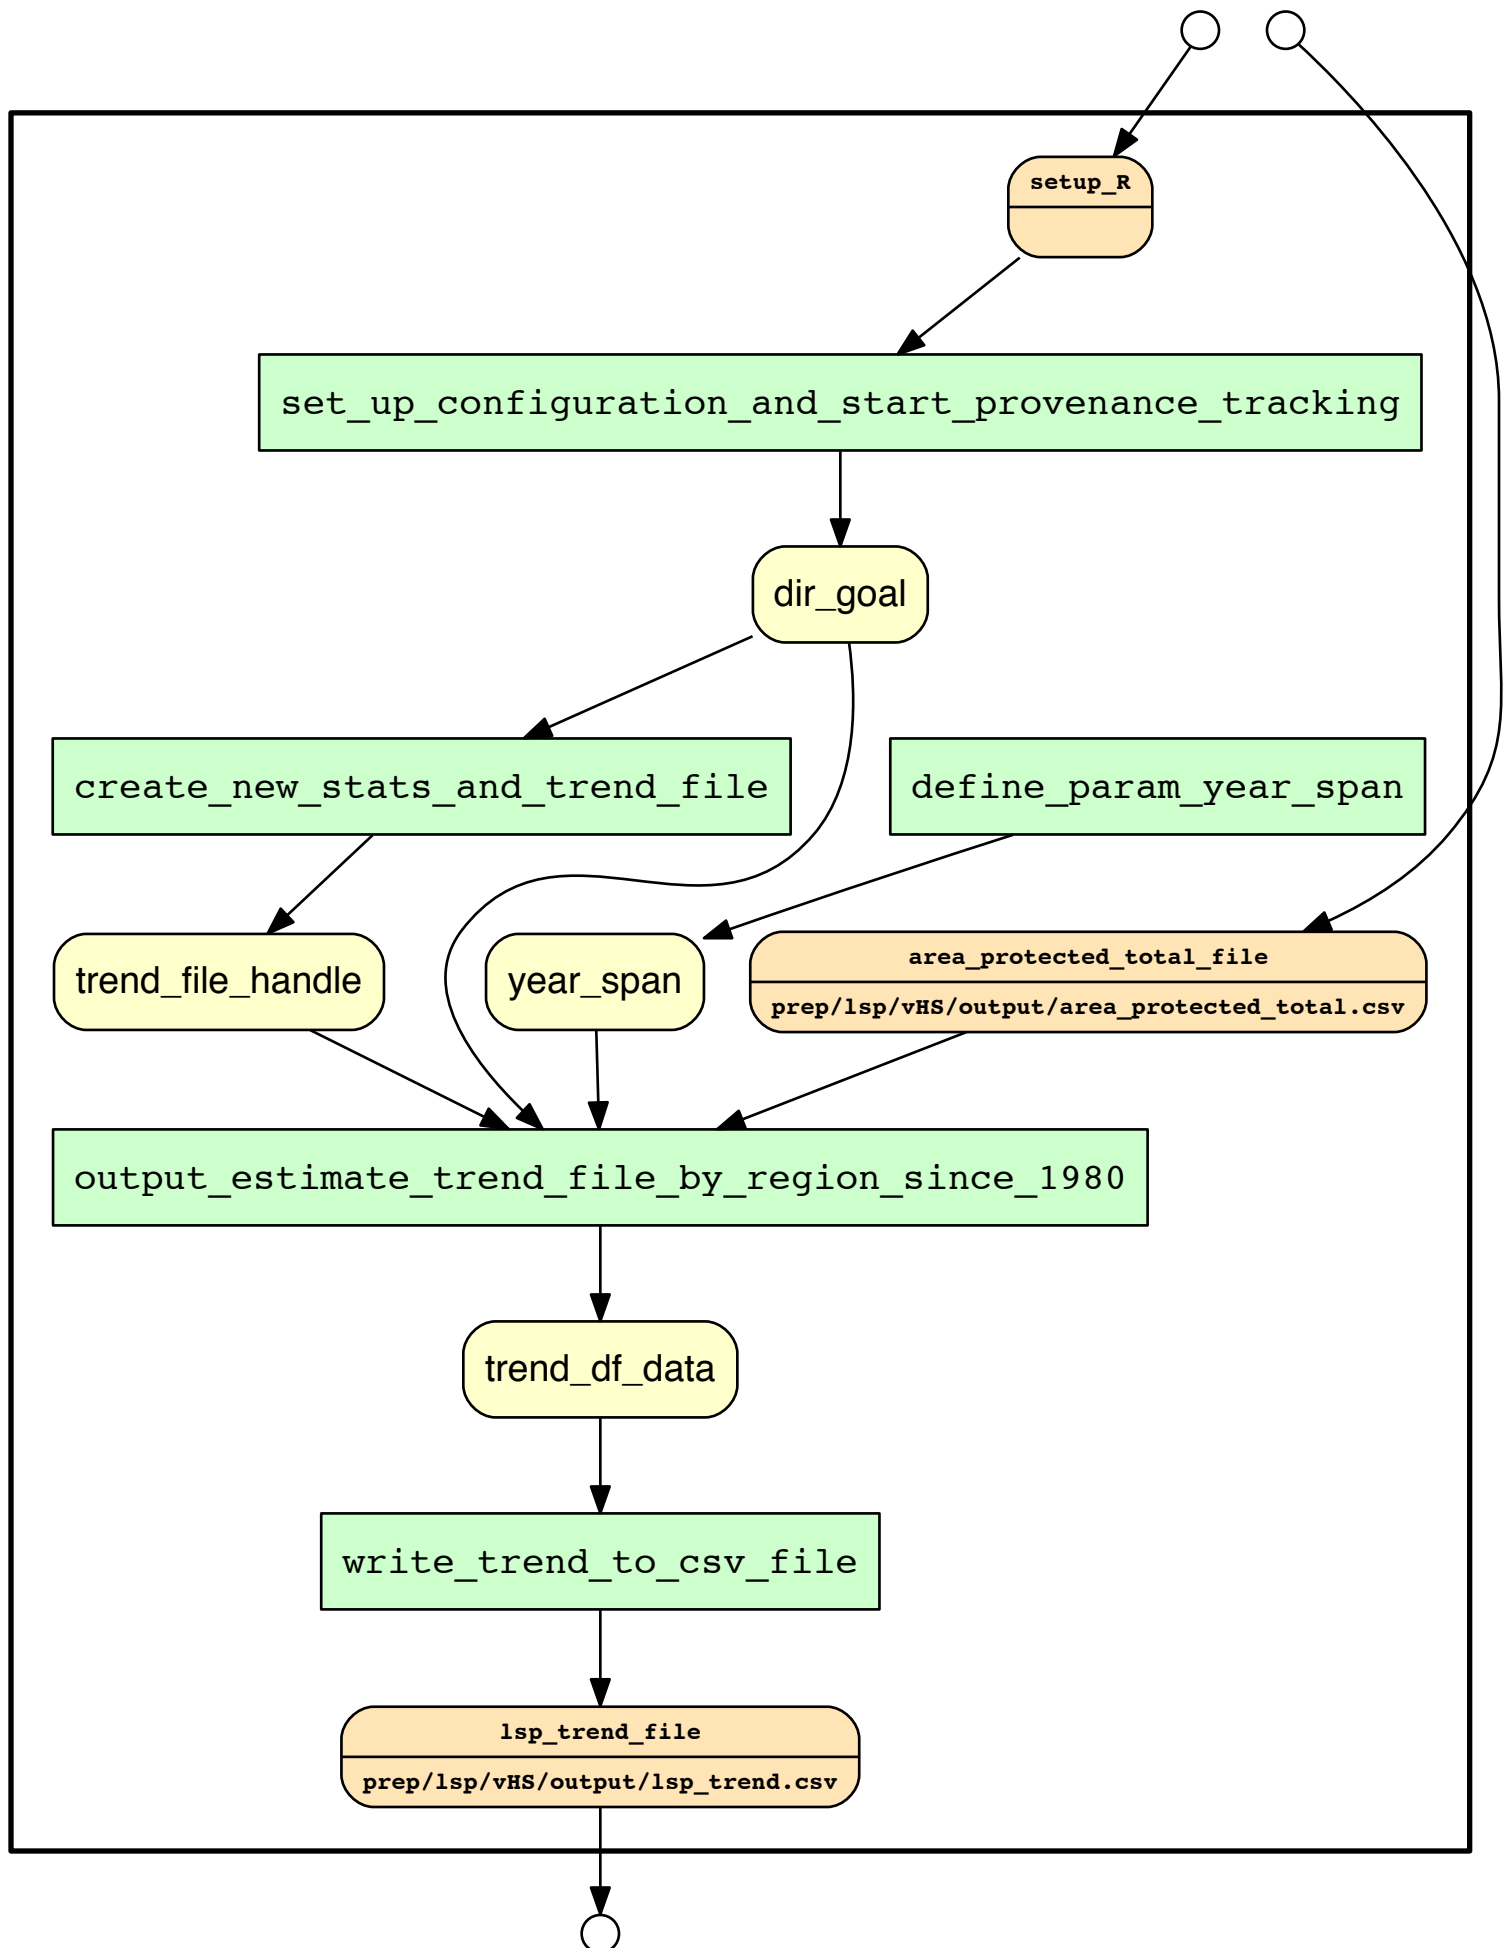 setup_R
set_up_configuration_and_start_provenance_tracking
dir_goal
create_new_stats_and_trend_file
define_param_year_span
trend_file_handle
year_span
area_protected_total_file
prep/lsp/vHS/output/area_protected_total.csv
output_estimate_trend_file_by_region_since_1980
trend_df_data
write_trend_to_csv_file
lsp_trend_file
prep/lsp/vHS/output/lsp_trend.csv